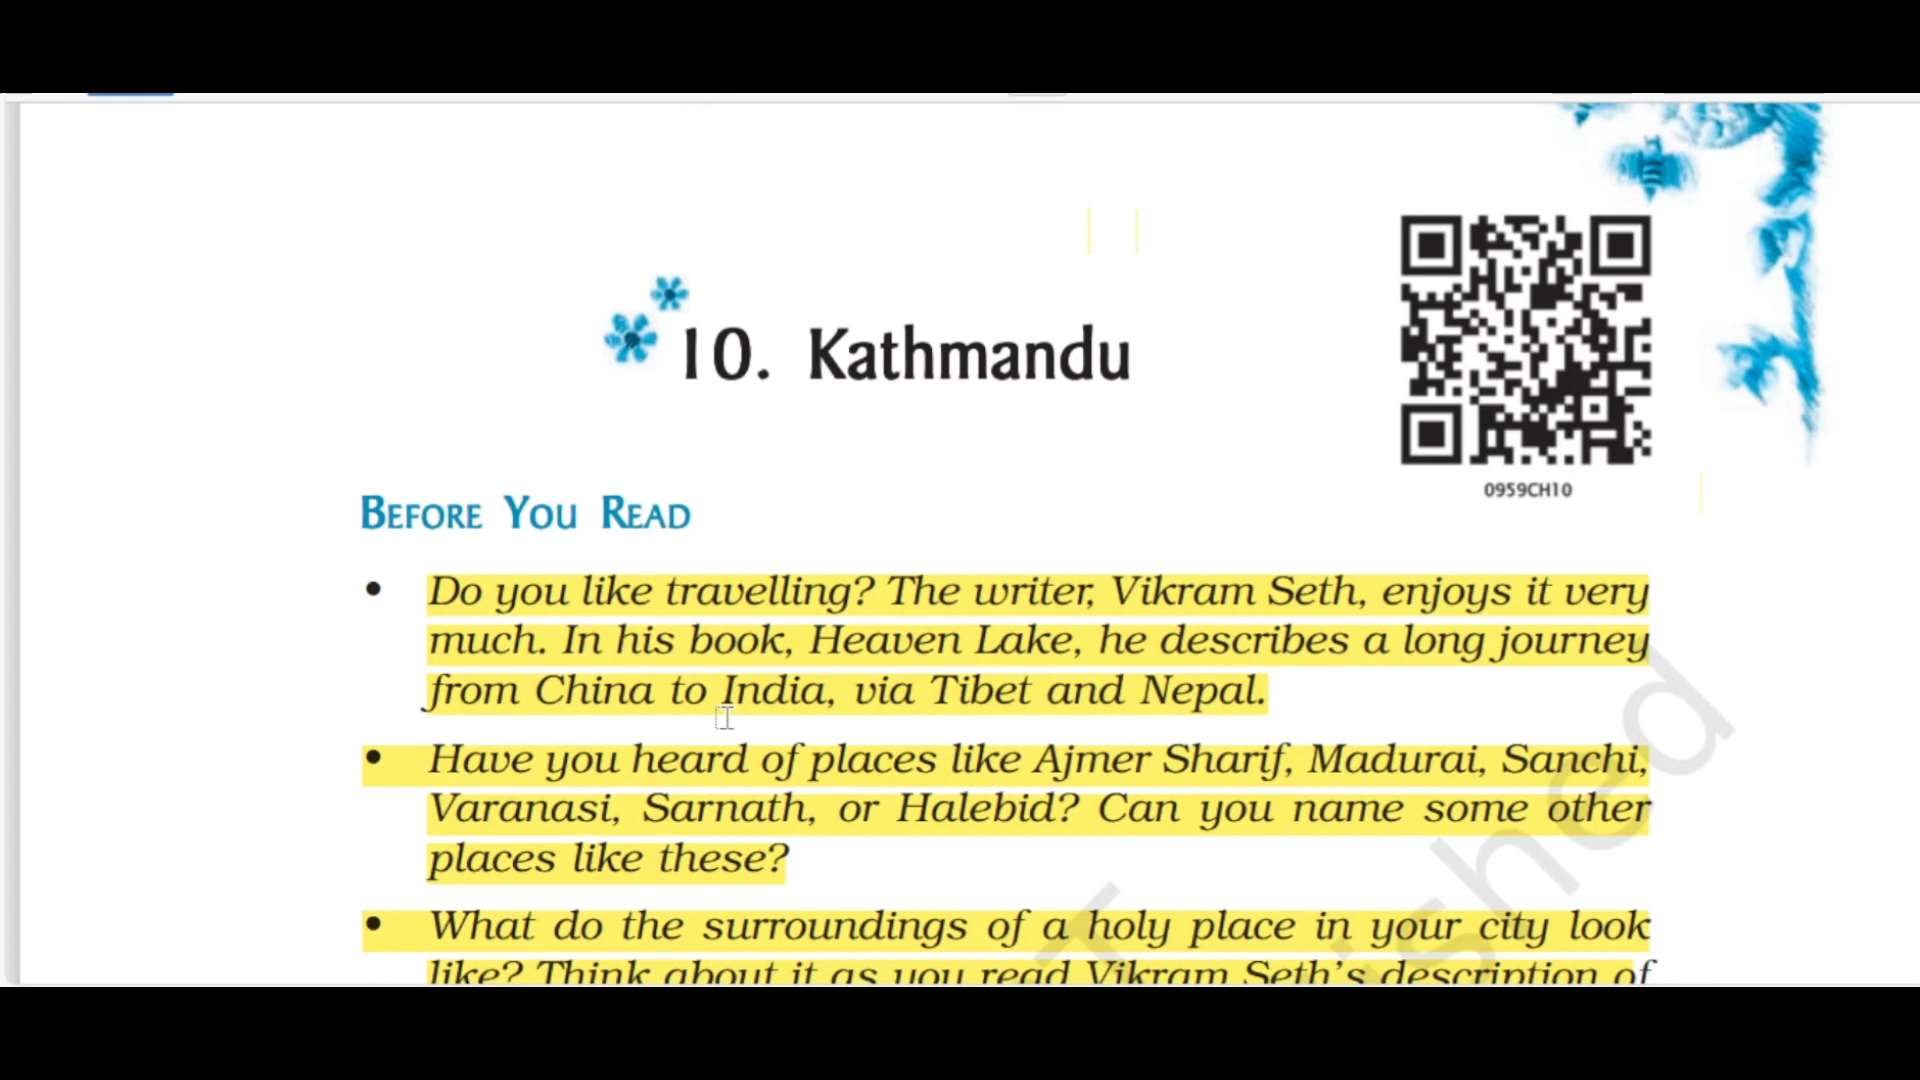 10. Kathmandu
0959CH10
BEFORE YOU READ
• Do you like travelling? The writer, Vikram Seth, enjoys it very
much. In his book, Heaven Lake, he describes a long journey
from China to India, via Tibet and Nepal.
• Have you heard of places like Ajmer Sharif, Madurai, Sanchi,
Varanasi, Sarnath, or Halebid? Can you name some other
places like these?
• What do the surroundings of a holy place in your city look
like? Think about it as you read Vikram Seth's description of